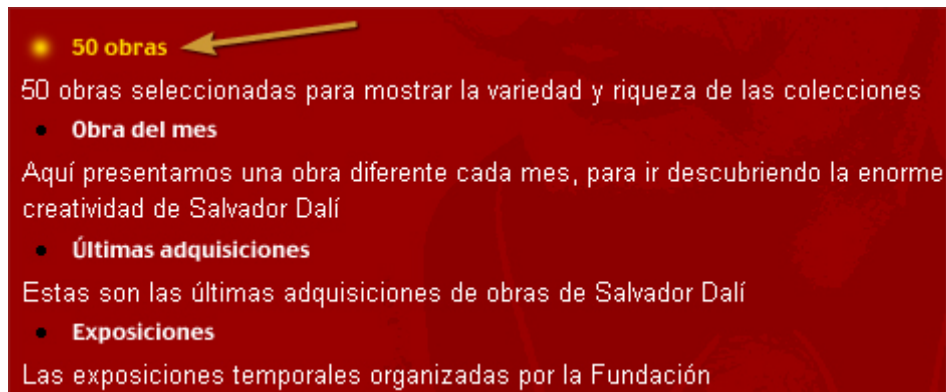 50 obras
50 obras seleccionadas para mostrar la variedad y riqueza de las colecciones
Obra del mes
Aquí presentamos una obra diferente cada mes, para ir descubriendo la enorme
creatividad de Salvador Dalí
Últimas adquisiciones
Estas son las últimas adquisiciones de obras de Salvador Dalí
Exposiciones
Las exposiciones temporales organizadas por la Fundación